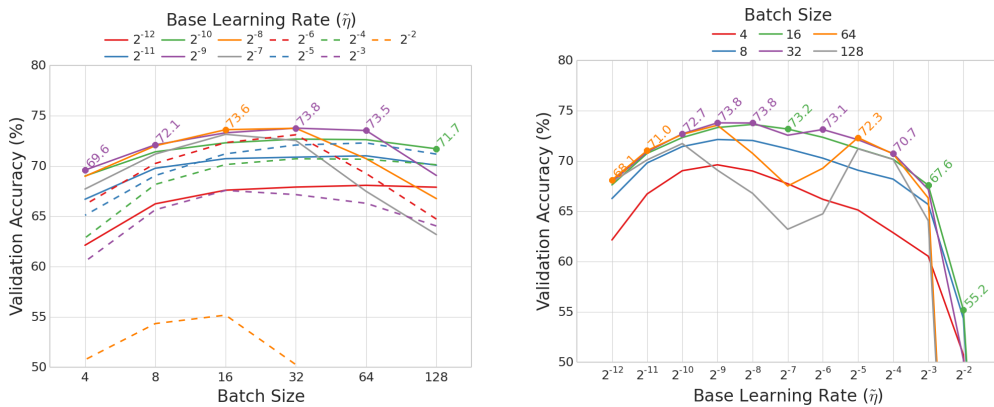 Base Learning Rate (η̃)
2⁻¹² 2⁻¹⁰ 2⁻⁸ 2⁻⁶ 2⁻⁴ 2⁻²
2⁻¹¹ 2⁻⁹ 2⁻⁷ 2⁻⁵ 2⁻³
Validation Accuracy (%)
80
75
70
65
60
55
50
69.6
72.1
73.6
73.8
73.5
71.7
4 8 16 32 64 128
Batch Size
Batch Size
4 16 64
8 32 128
Validation Accuracy (%)
80
75
70
65
60
55
50
68.1
71.0
72.7
73.8
73.8
73.2
73.1
72.3
70.7
67.6
55.2
2⁻¹² 2⁻¹¹ 2⁻¹⁰ 2⁻⁹ 2⁻⁸ 2⁻⁷ 2⁻⁶ 2⁻⁵ 2⁻⁴ 2⁻³ 2⁻²
Base Learning Rate (η̃)